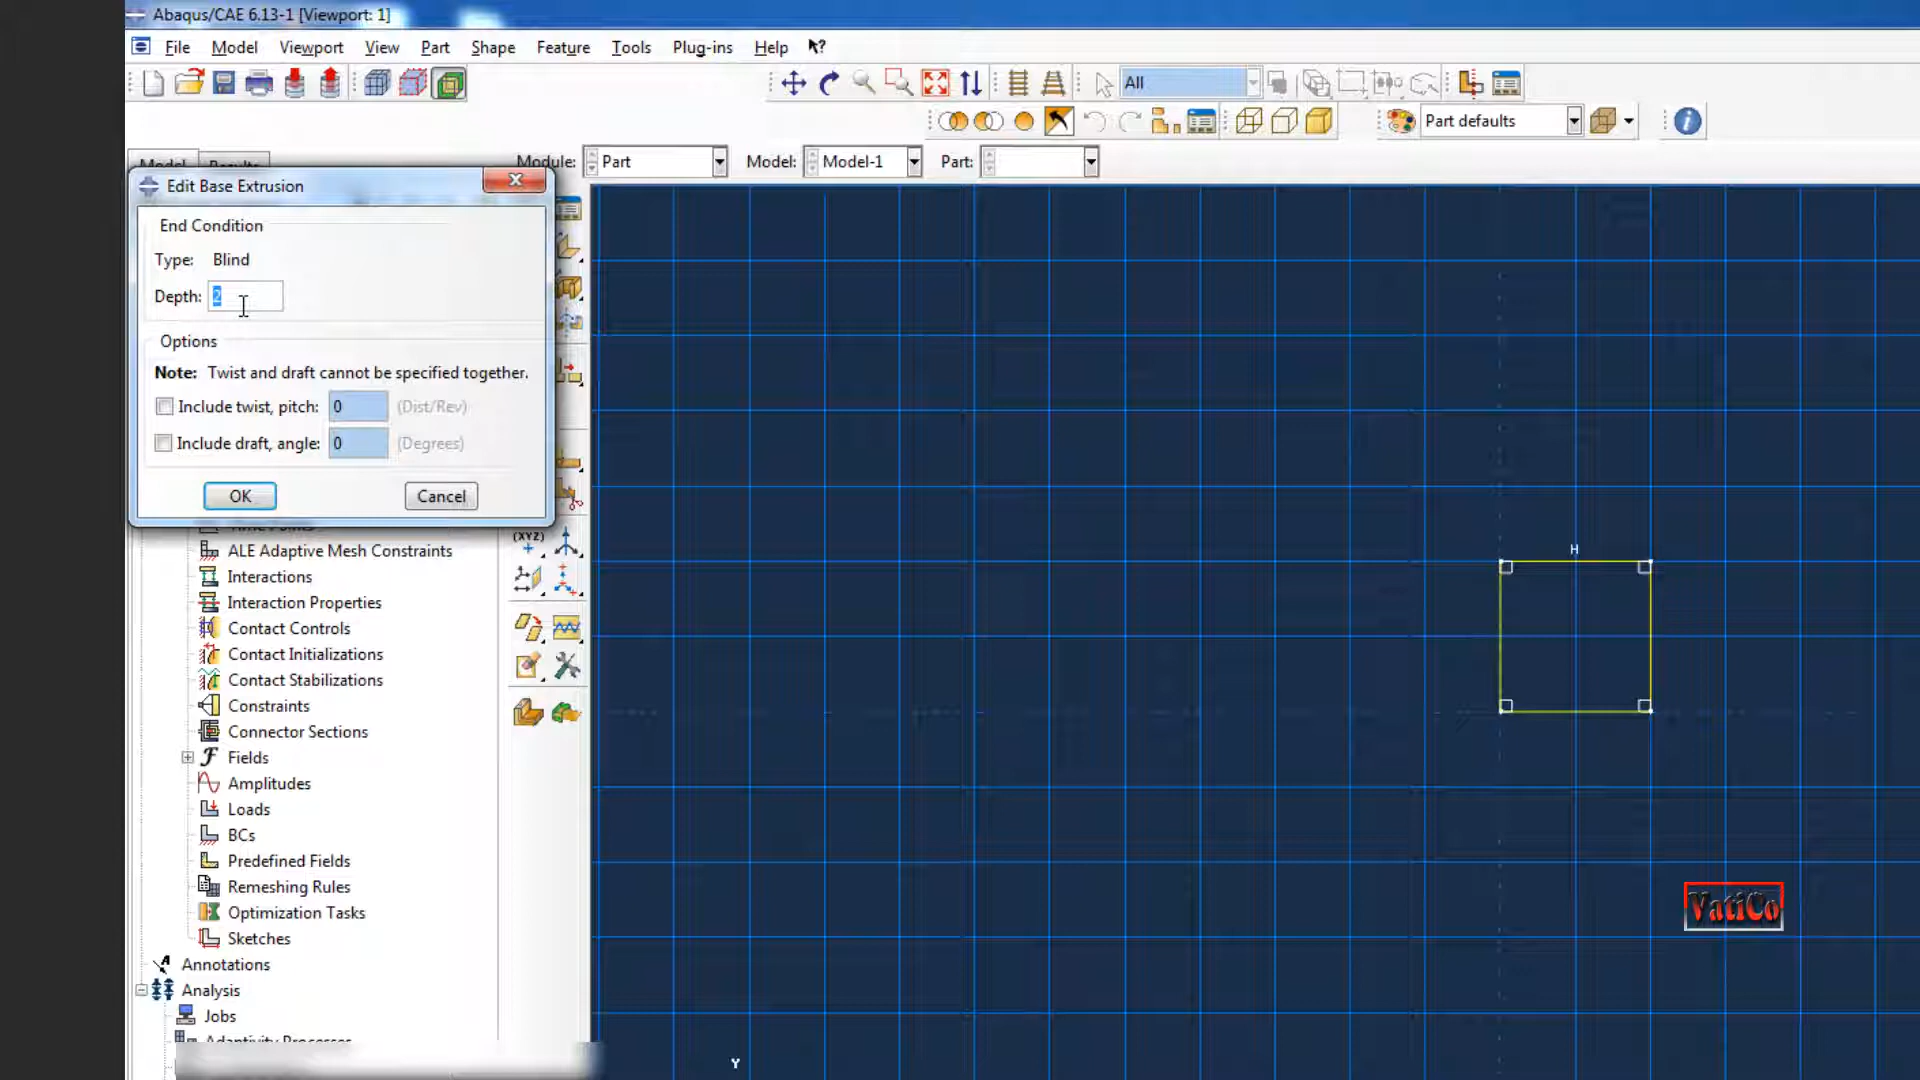 Abaqus/CAE 6.13-1 [Viewport: 1]
File Model Viewport View Part Shape Feature Tools Plug-ins Help
All
Part defaults
Model Results Module: Part Model: Model-1 Part:
Edit Base Extrusion
End Condition
Type: Blind
Depth: 2
Options
Note: Twist and draft cannot be specified together.
Include twist, pitch: 0 (Dist/Rev)
Include draft, angle: 0 (Degrees)
OK Cancel
(XYZ)
ALE Adaptive Mesh Constraints
Interactions
Interaction Properties
Contact Controls
Contact Initializations
Contact Stabilizations
Constraints
Connector Sections
Fields
Amplitudes
Loads
BCs
Predefined Fields
Remeshing Rules
Optimization Tasks
Sketches
Annotations
Analysis
Jobs
Adaptivity Processes
H
VatiCo
Y